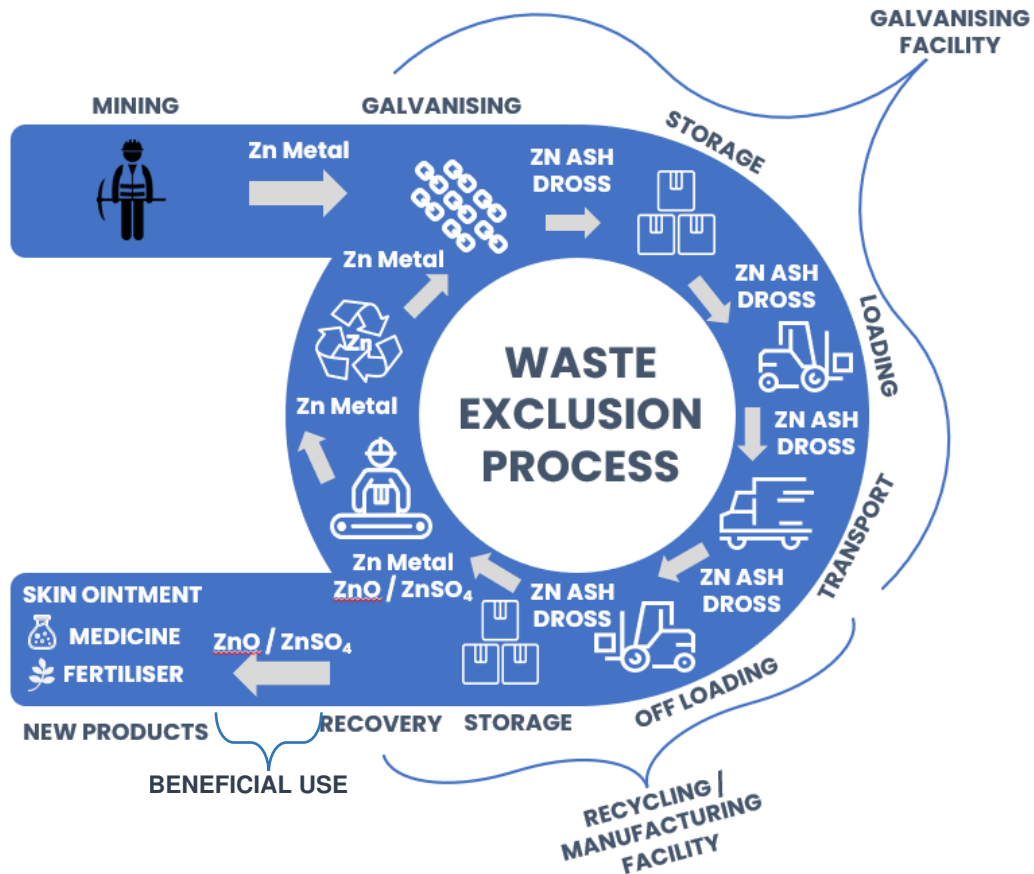 GALVANISING
FACILITY
MINING
GALVANISING
STORAGE
Zn Metal
ZN ASH
DROSS
Zn Metal
ZN ASH
DROSS
LOADING
Zn
WASTE
EXCLUSION
PROCESS
Zn Metal
ZN ASH
DROSS
TRANSPORT
Zn Metal
ZnO / ZnSO₄
ZN ASH
DROSS
ZN ASH
DROSS
SKIN OINTMENT
MEDICINE
FERTILISER
ZnO / ZnSO₄
OFF LOADING
NEW PRODUCTS
RECOVERY
STORAGE
BENEFICIAL USE
RECYCLING /
MANUFACTURING
FACILITY